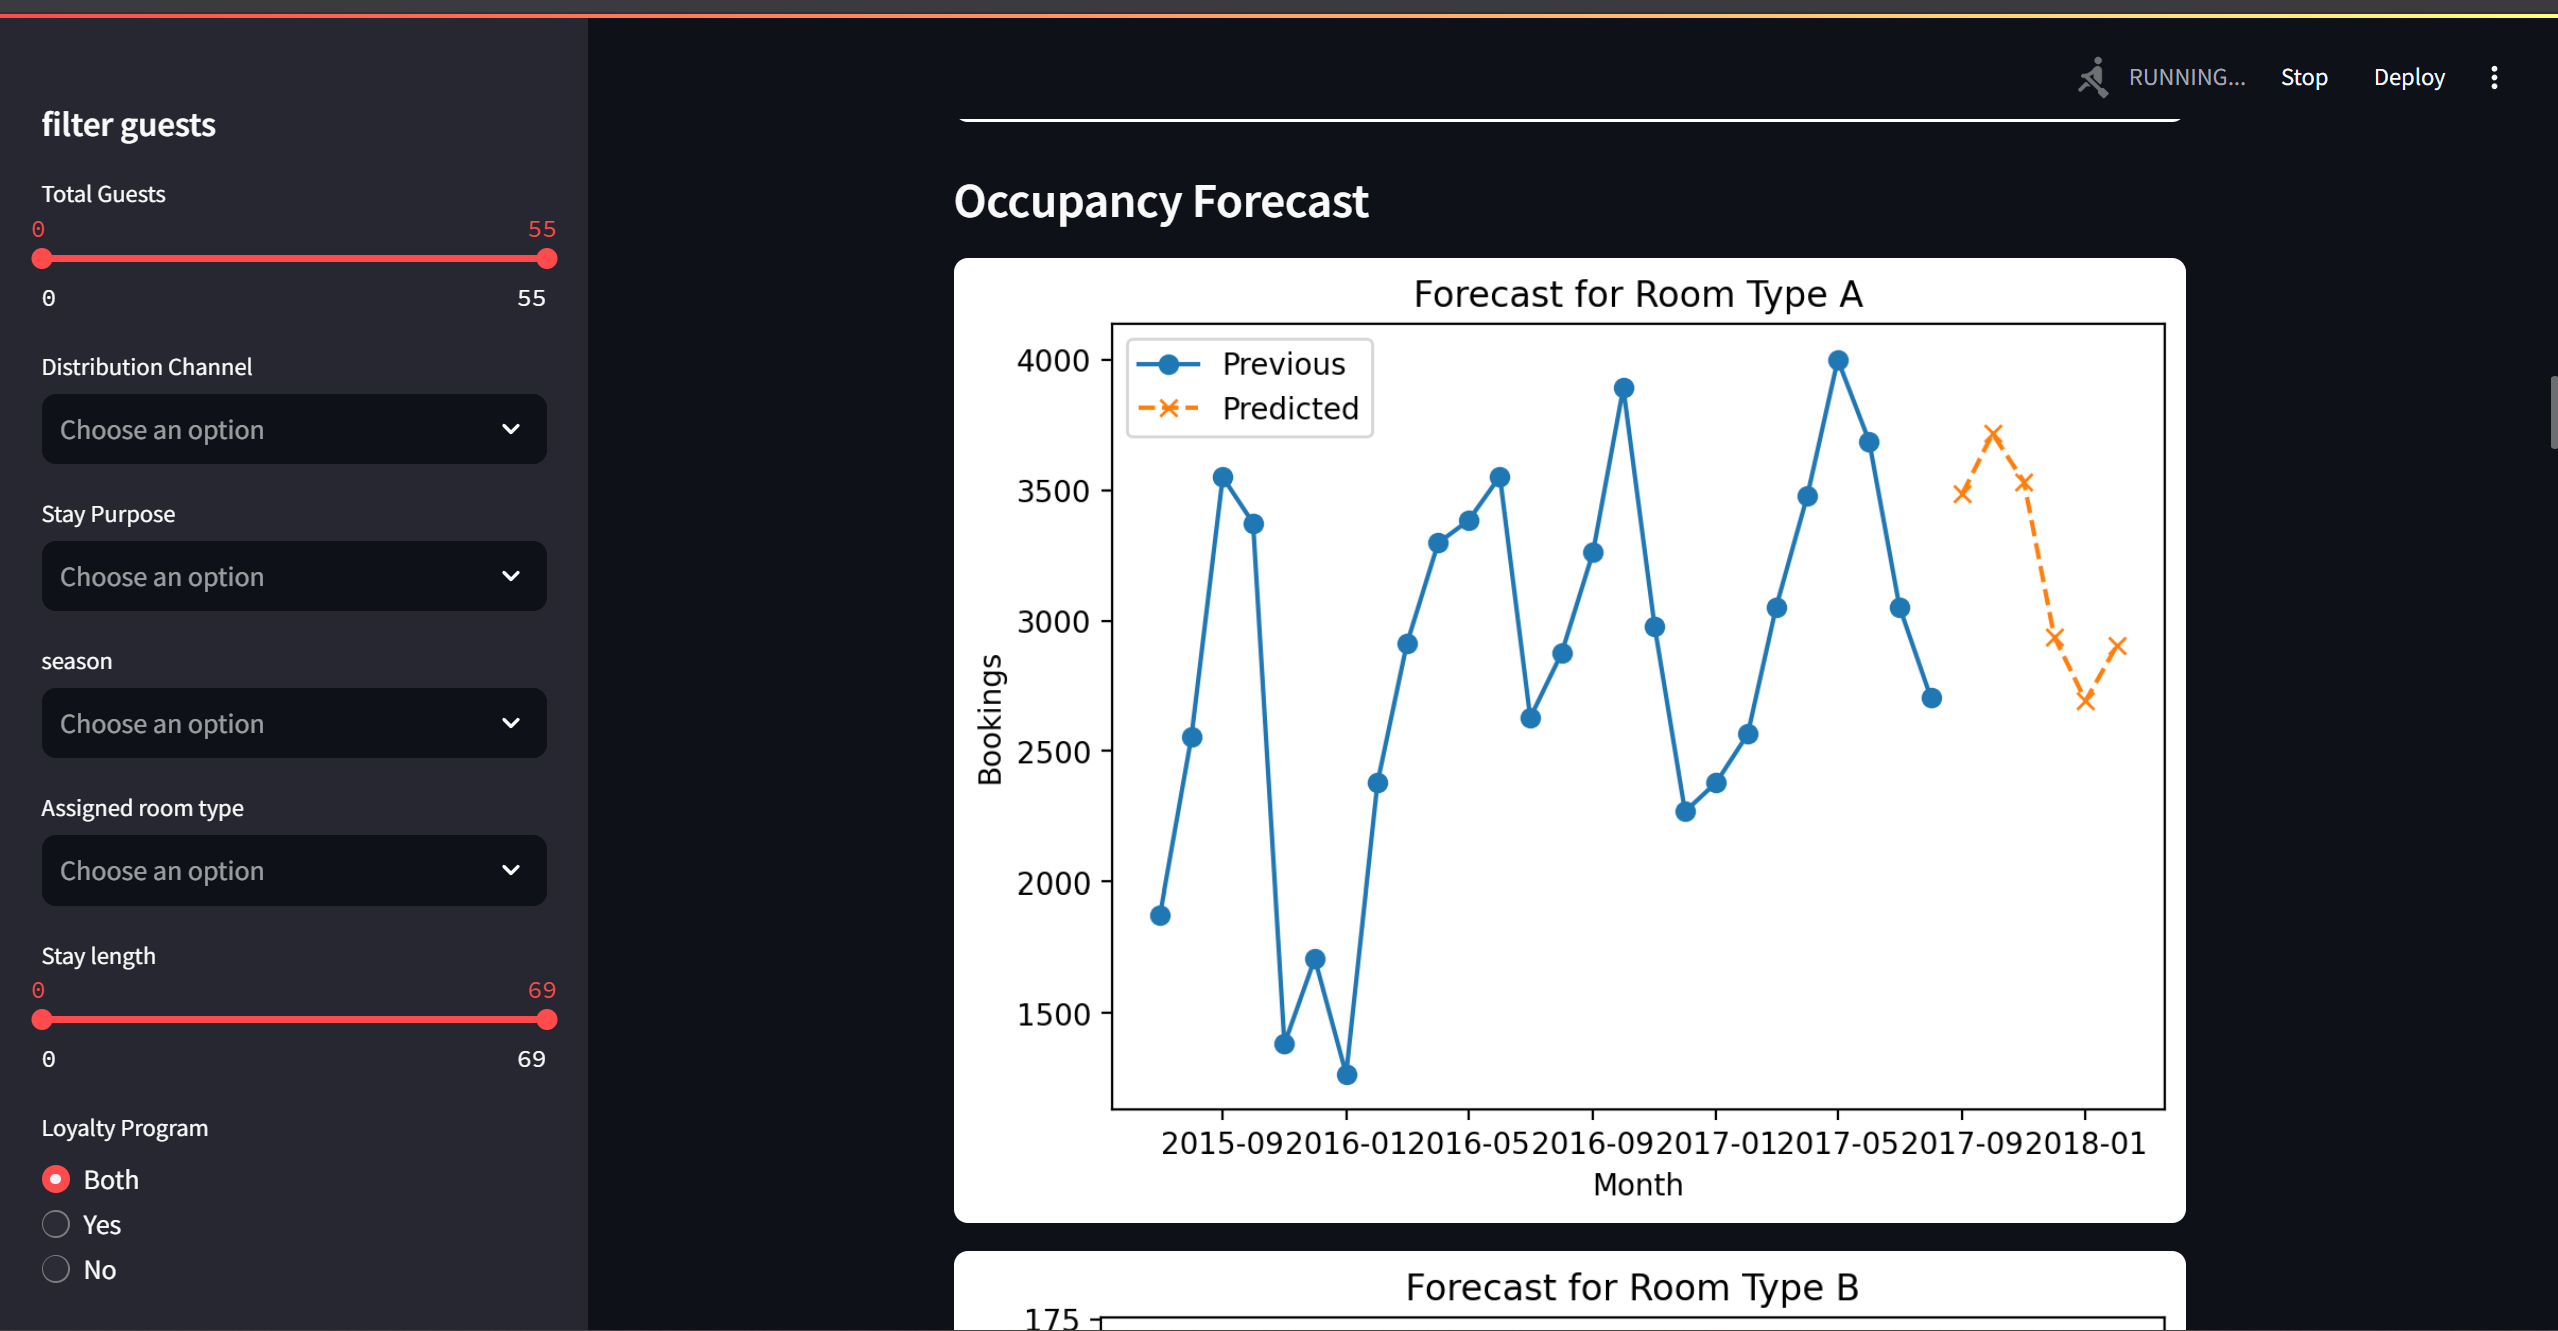 RUNNING...
Stop
Deploy
filter guests
Total Guests
0 55
0 55
Distribution Channel
Choose an option
Stay Purpose
Choose an option
season
Choose an option
Assigned room type
Choose an option
Stay length
0 69
0 69
Loyalty Program
Both
Yes
No
Occupancy Forecast
Forecast for Room Type A
Previous
Predicted
4000
3500
3000
2500
2000
1500
Bookings
2015-09 2016-01 2016-05 2016-09 2017-01 2017-05 2017-09 2018-01
Month
Forecast for Room Type B
175